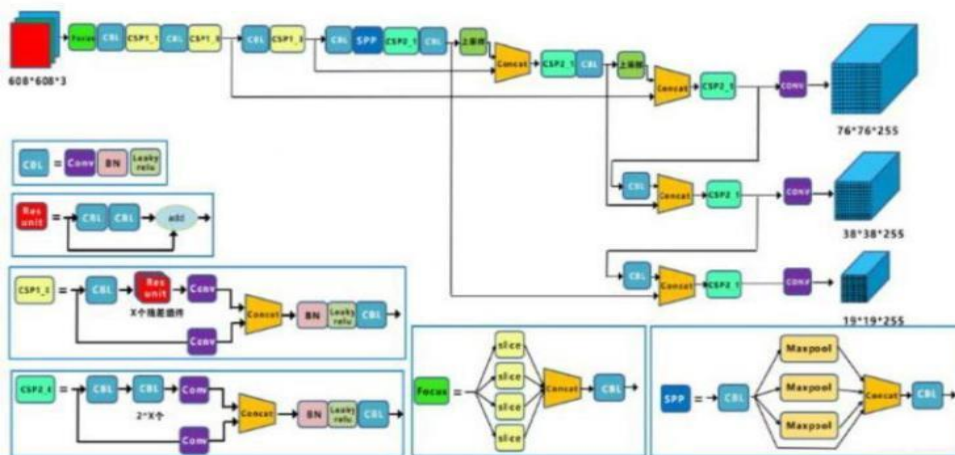 Focus CBL CSP1_1 CBL CSP1_3 CBL CSP1_3 CBL SPP CSP2_1 CBL 上采样
Concat CSP2_1 CBL 上采样
Concat CSP2_1 CONV
608*608*3
76*76*255
CBL = Conv BN Leaky relu
CBL Concat CSP2_1 CONV
38*38*255
Res unit = CBL CBL add
CBL Concat CSP2_1 CONV
19*19*255
CSP1_X = CBL Res unit Conv Concat BN Leaky relu CBL
X个残差组件
Conv
CSP2_X = CBL CBL Conv Concat BN Leaky relu CBL
2*X个
Conv
Focus = slice slice slice slice Concat CBL
SPP = CBL Maxpool Maxpool Maxpool Concat CBL